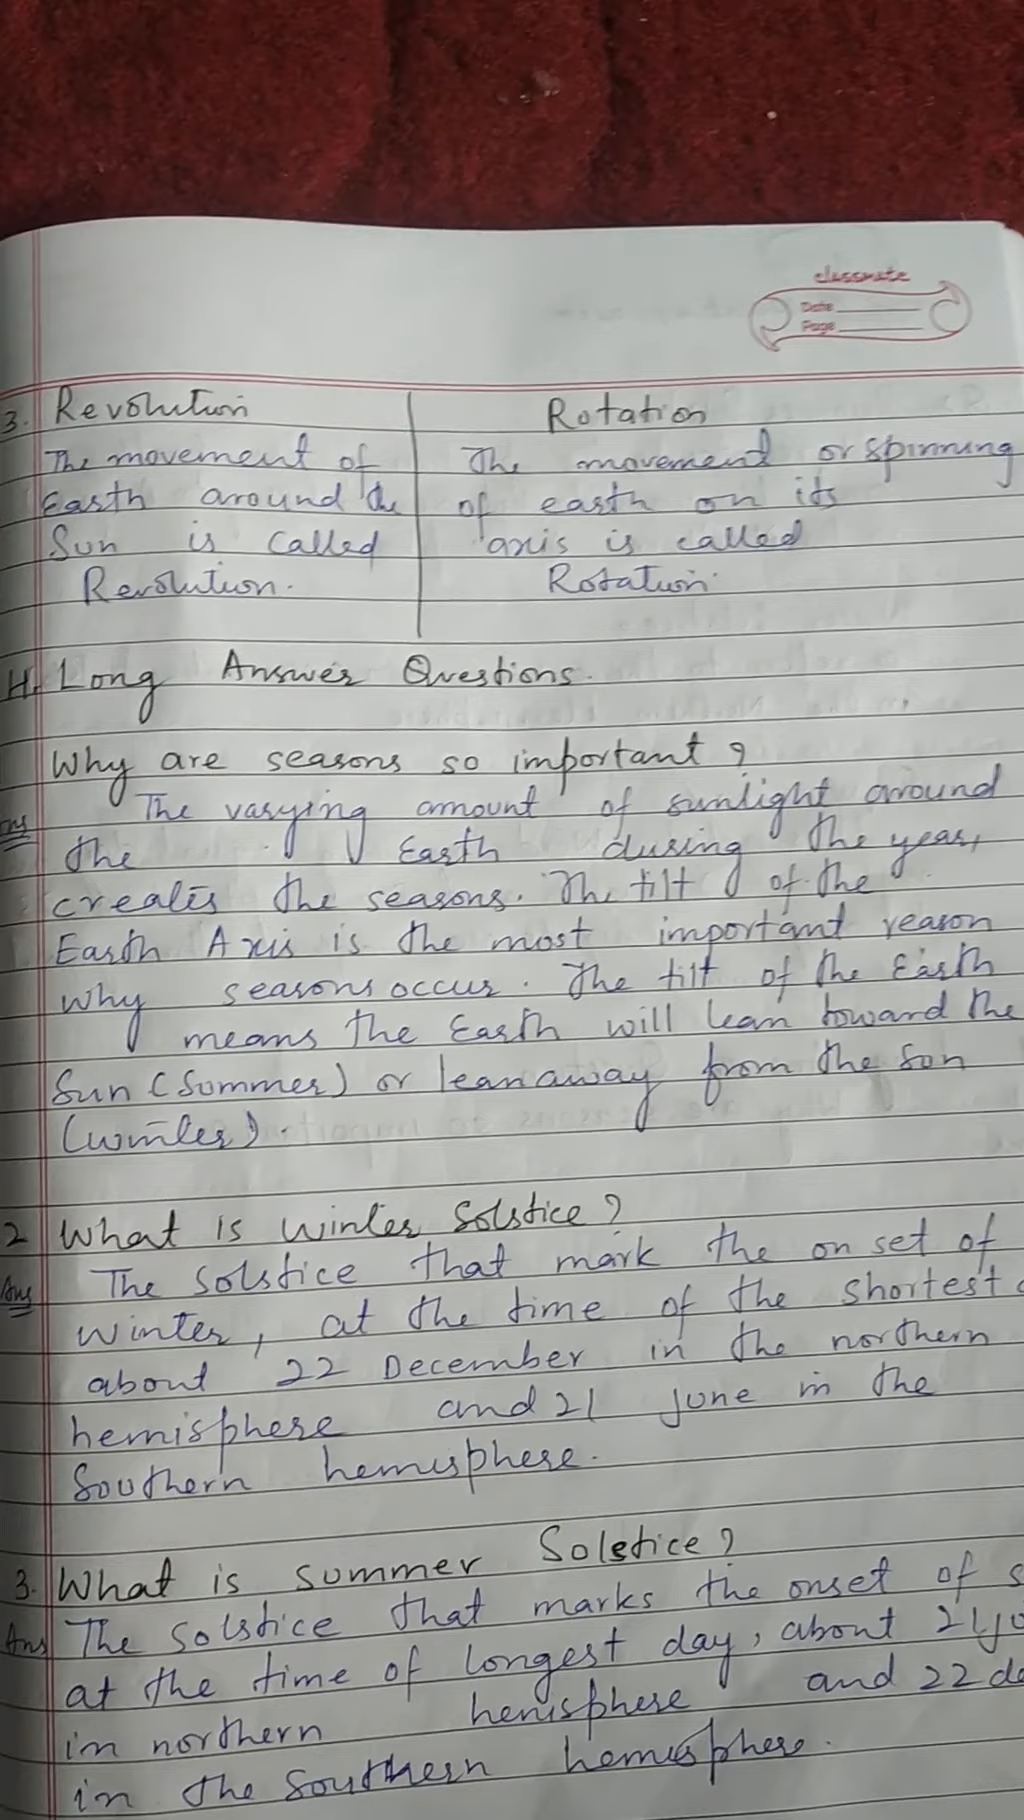 classmate
Date
Page
3. Revolution
The movement of
Earth around the
Sun is called
Revolution.
Rotation
The movement or spinning
of earth on its
axis is called
Rotation.
H. Long Answer Questions.
Why are seasons so important?
Ans The varying amount of sunlight around
the Earth during the year,
creates the seasons. The tilt of the
Earth Axis is the most important reason
why seasons occur. The tilt of the Earth
means the Earth will lean toward the
Sun (Summer) or lean away from the Sun
(winter).
2 What is Winter Solstice?
Ans The Solstice that mark the on set of
winter, at the time of the shortest
about 22 December in the northern
hemisphere and 21 June in the
Southern hemisphere.
3. What is summer Solstice?
Ans The Solstice that marks the onset of
at the time of longest day, about 21
in northern henisphere and 22
in the Southern hemisphere.